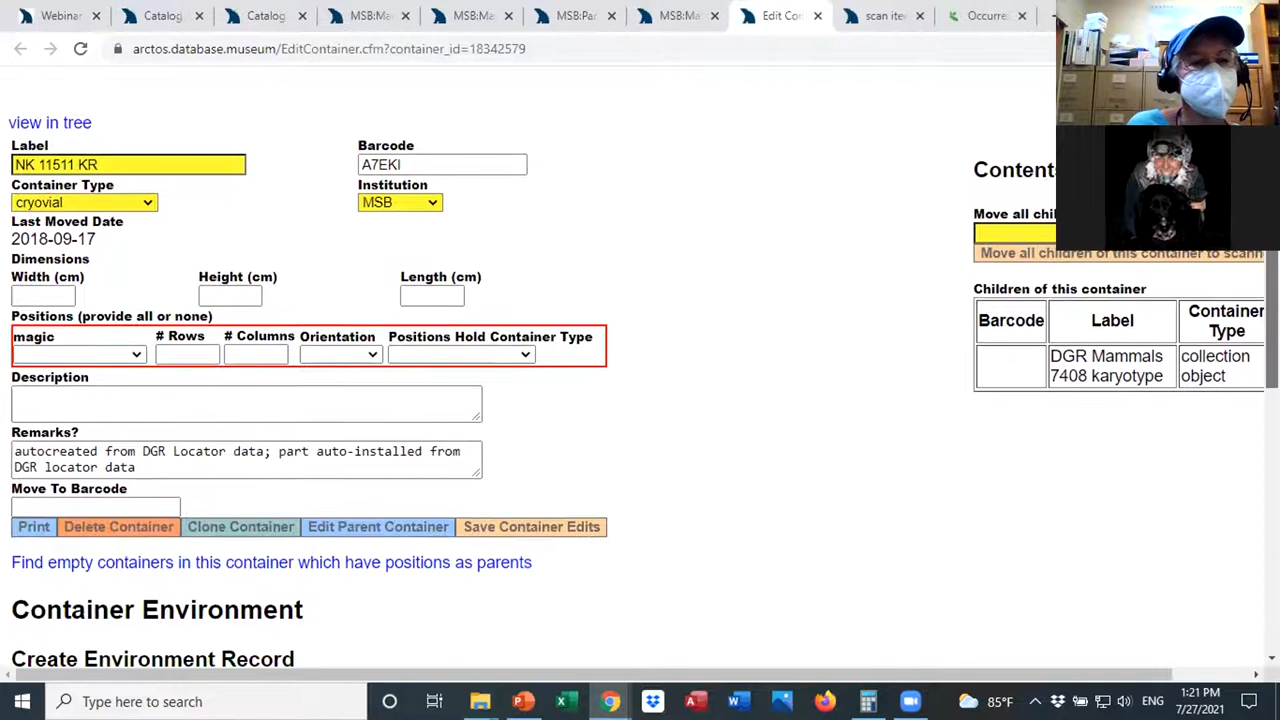 Webinar
Catalog
Catalog
MSB:Ma
MSB:Ma
MSB:Pa
MSB:Ma
Edit Co
scan ite
Occurre
arctos.database.museum/EditContainer.cfm?container_id=18342579
view in tree
Label
Barcode
NK 11511 KR
A7EKI
Container Type
Institution
cryovial
MSB
Last Moved Date
2018-09-17
Dimensions
Width (cm)
Height (cm)
Length (cm)
Positions (provide all or none)
magic
# Rows
# Columns
Orientation
Positions Hold Container Type
Description
Remarks?
autocreated from DGR Locator data; part auto-installed from
DGR locator data
Move To Barcode
Print
Delete Container
Clone Container
Edit Parent Container
Save Container Edits
Find empty containers in this container which have positions as parents
Container Environment
Create Environment Record
Content
Move all chil
Move all children of this container to scann
Children of this container
Barcode
Label
Container
Type
DGR Mammals
7408 karyotype
collection
object
Type here to search
85°F
ENG
1:21 PM
7/27/2021